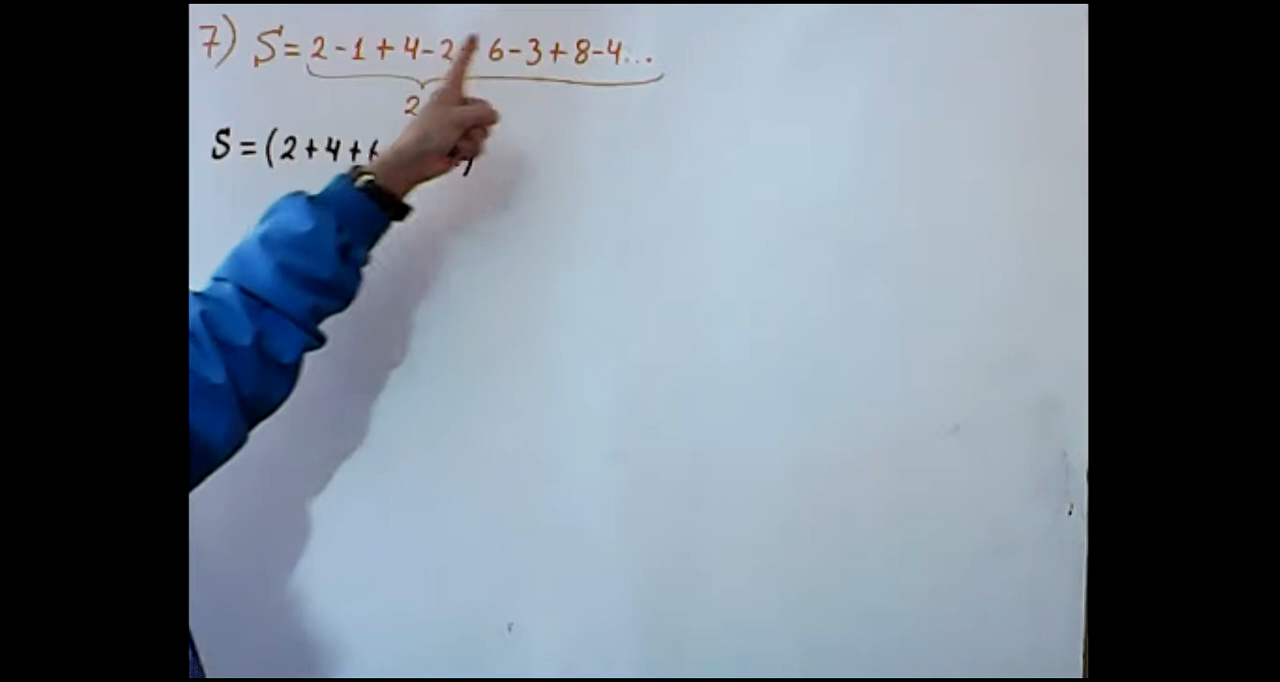 7) S = 2 - 1 + 4 - 2 + 6 - 3 + 8 - 4 ...
2
S = ( 2 + 4 +